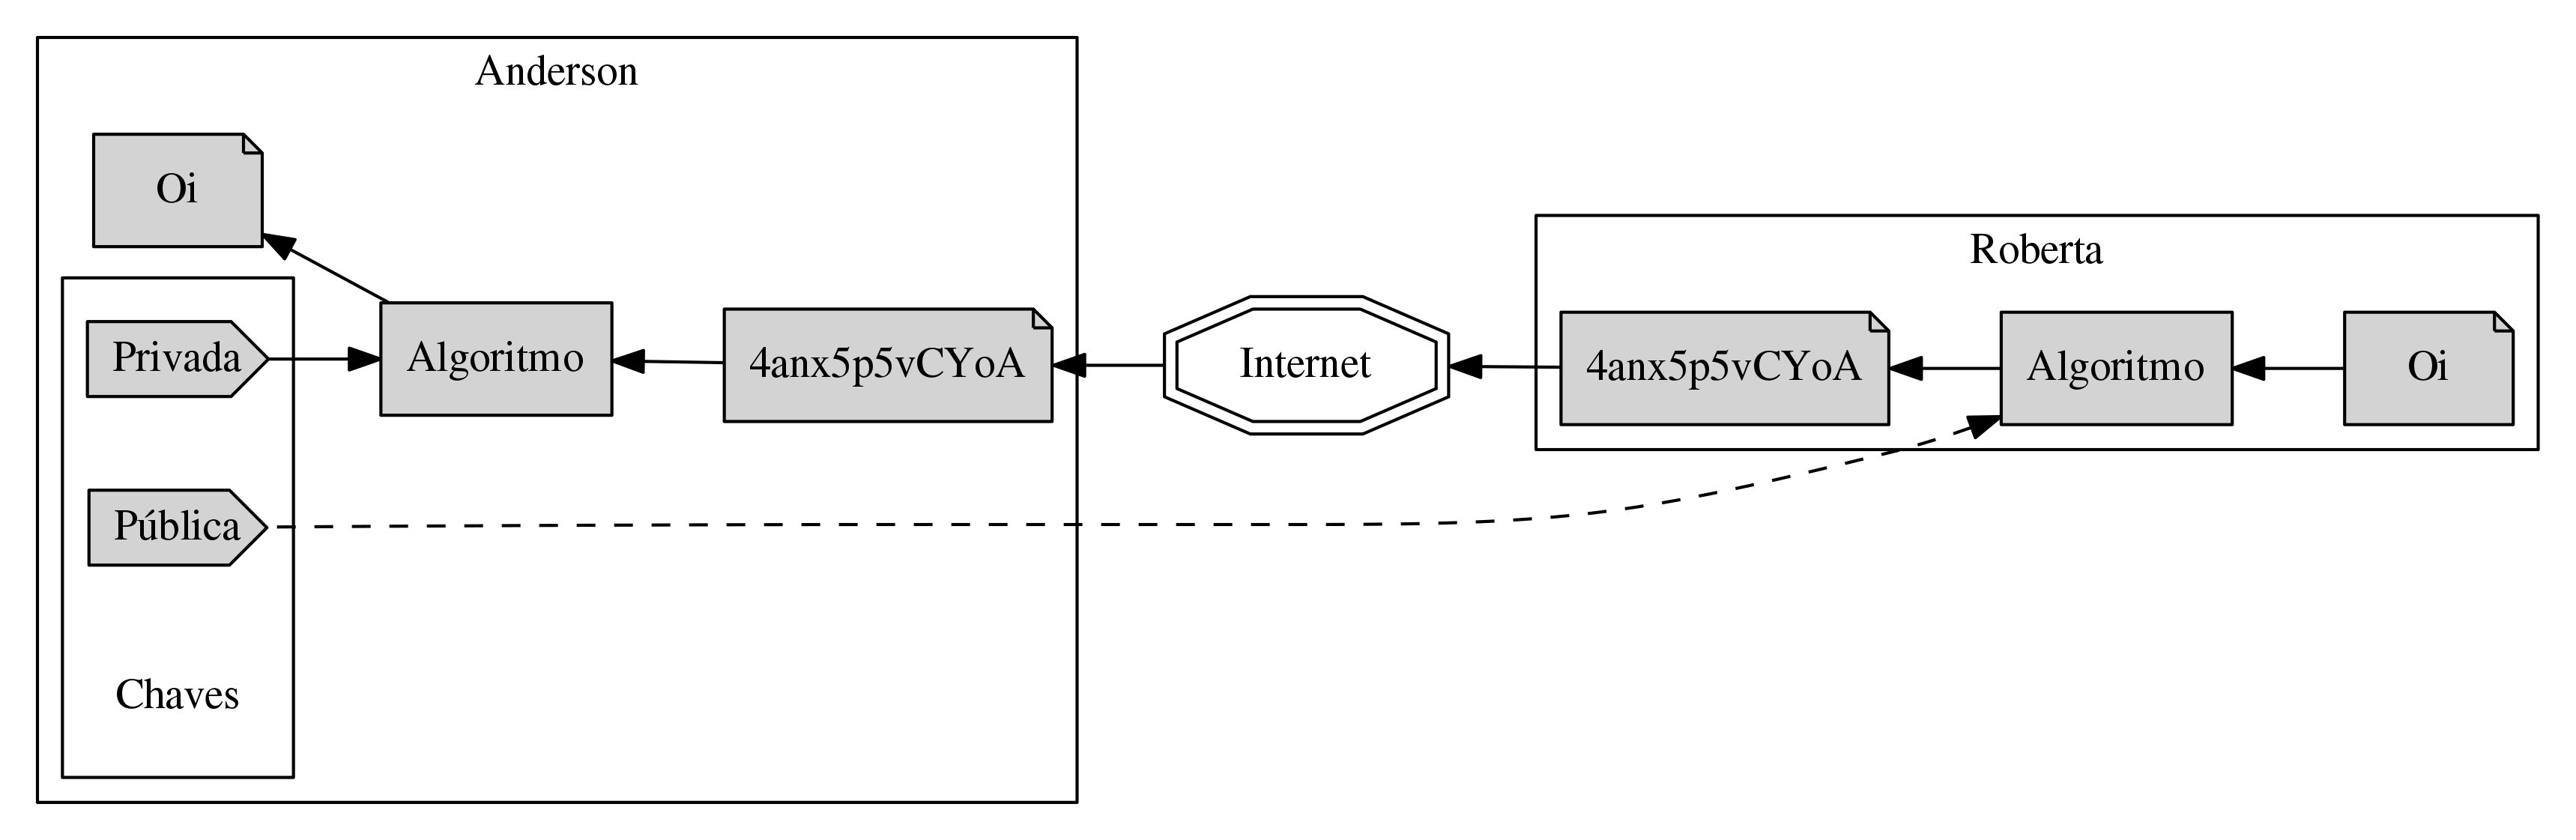 Anderson
Oi
Privada
Algoritmo
4anx5p5vCYoA
Pública
Chaves
Internet
Roberta
4anx5p5vCYoA
Algoritmo
Oi